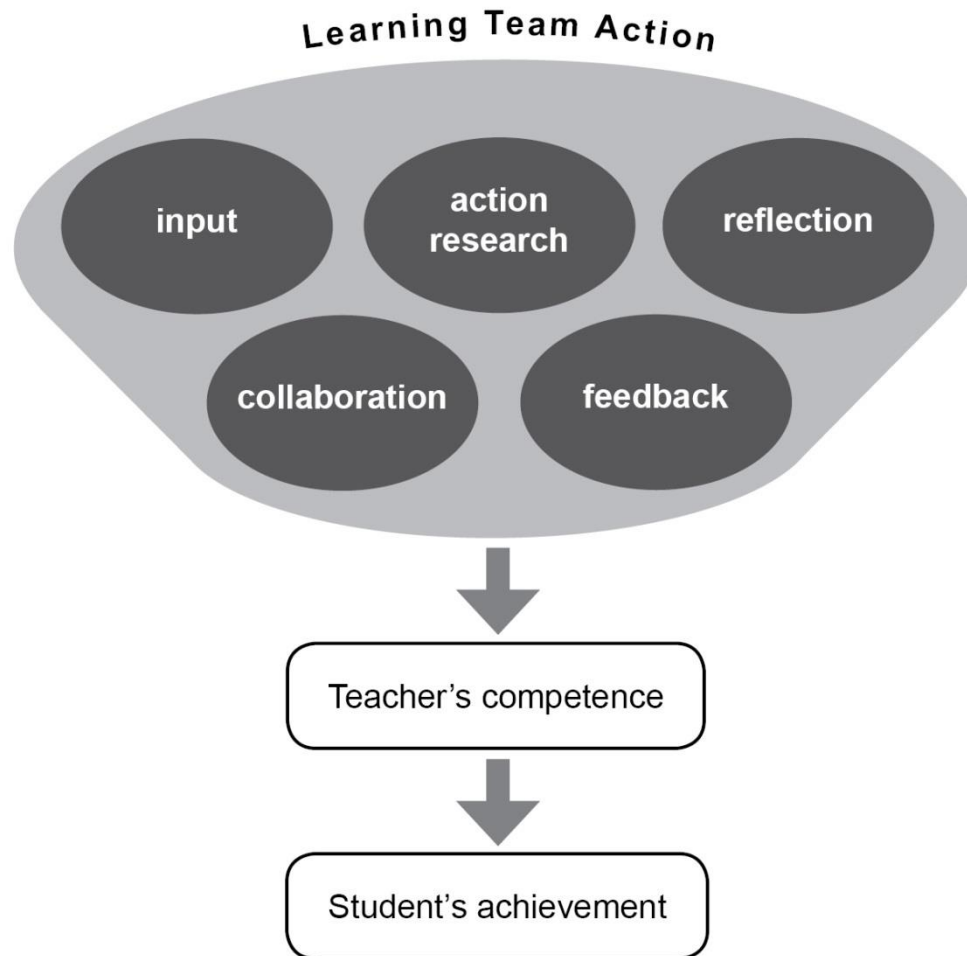 Learning Team Action
input
action
research
reflection
collaboration
feedback
Teacher’s competence
Student’s achievement